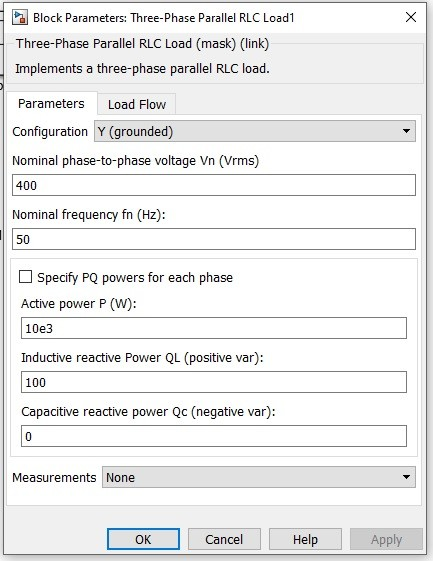 Block Parameters: Three-Phase Parallel RLC Load1
Three-Phase Parallel RLC Load (mask) (link)
Implements a three-phase parallel RLC load.
Parameters
Load Flow
Configuration Y (grounded)
Nominal phase-to-phase voltage Vn (Vrms)
400
Nominal frequency fn (Hz):
50
Specify PQ powers for each phase
Active power P (W):
10e3
Inductive reactive Power QL (positive var):
100
Capacitive reactive power Qc (negative var):
0
Measurements None
OK Cancel Help Apply